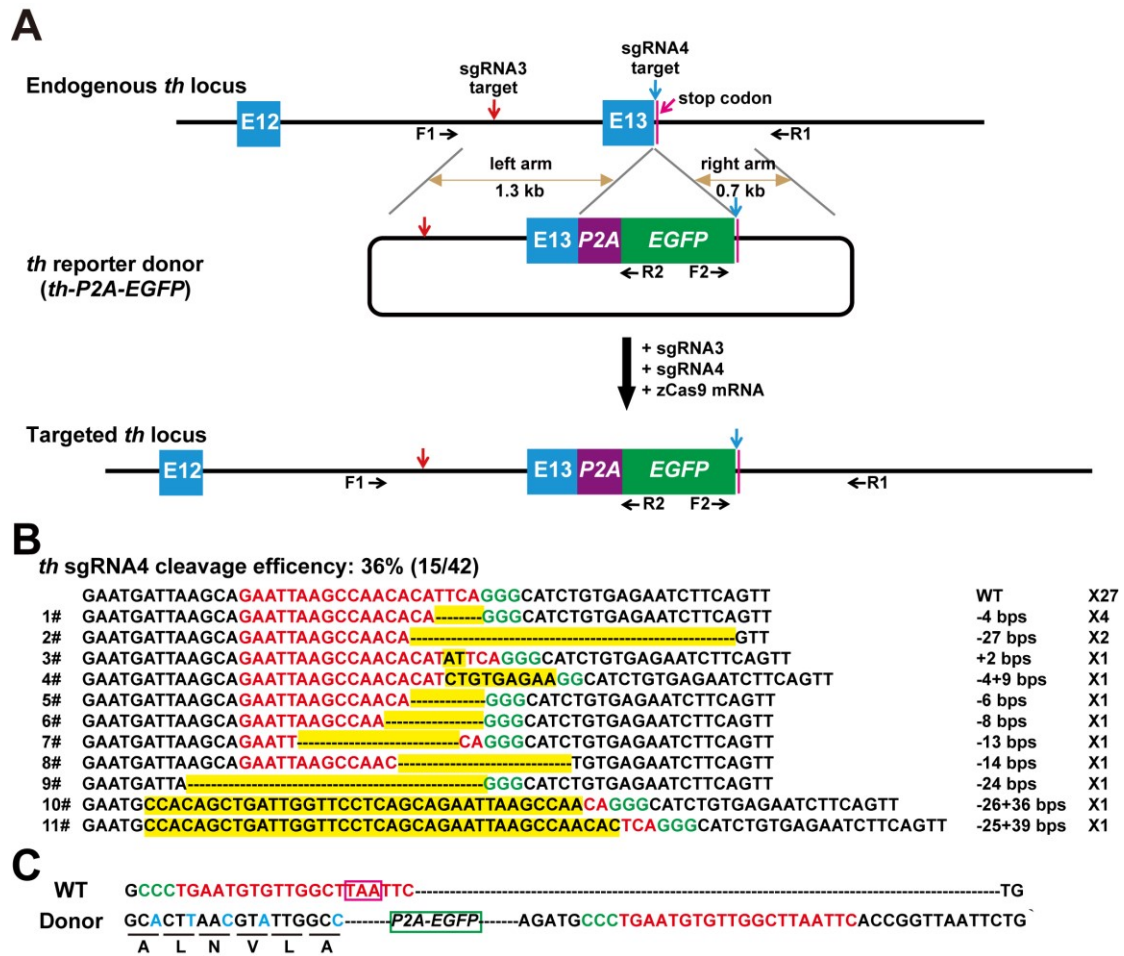 A
Endogenous th locus
sgRNA3
target
sgRNA4
target
stop codon
E12
E13
F1
R1
left arm
1.3 kb
right arm
0.7 kb
th reporter donor
(th-P2A-EGFP)
E13 P2A EGFP
R2 F2
+ sgRNA3
+ sgRNA4
+ zCas9 mRNA
Targeted th locus
E12
E13 P2A EGFP
F1
R2 F2
R1
B
th sgRNA4 cleavage efficency: 36% (15/42)
GAATGATTAAGCAGAATTAAGCCAACACATTCAGGGCATCTGTGAGAATCTTCAGTT WT X27
1# GAATGATTAAGCAGAATTAAGCCAACACA--------GGGCATCTGTGAGAATCTTCAGTT -4 bps X4
2# GAATGATTAAGCAGAATTAAGCCAACA------------------------------------------------------GTT -27 bps X2
3# GAATGATTAAGCAGAATTAAGCCAACACATATTCAGGGCATCTGTGAGAATCTTCAGTT +2 bps X1
4# GAATGATTAAGCAGAATTAAGCCAACACATCTGTGAGAAGGCATCTGTGAGAATCTTCAGTT -4+9 bps X1
5# GAATGATTAAGCAGAATTAAGCCAACA------------GGGCATCTGTGAGAATCTTCAGTT -6 bps X1
6# GAATGATTAAGCAGAATTAAGCCAA----------------GGGCATCTGTGAGAATCTTCAGTT -8 bps X1
7# GAATGATTAAGCAGAATT--------------------------CAGGGCATCTGTGAGAATCTTCAGTT -13 bps X1
8# GAATGATTAAGCAGAATTAAGCCAAC----------------------------TGTGAGAATCTTCAGTT -14 bps X1
9# GAATGATTA------------------------------------------------GGGCATCTGTGAGAATCTTCAGTT -24 bps X1
10# GAATGCCACAGCTGATTGGTTCCTCAGCAGAATTAAGCCAACAGGGCATCTGTGAGAATCTTCAGTT -26+36 bps X1
11# GAATGCCACAGCTGATTGGTTCCTCAGCAGAATTAAGCCAACACTCAGGGCATCTGTGAGAATCTTCAGTT -25+39 bps X1
C
WT GCCCTGAATGTGTTGGCTTAATTC------------------------------------------------------------------------------------------------TG
Donor GCACTTAACGTATTGGCC--------P2A-EGFP-------AGATGCCCTGAATGTGTTGGCTTAATTCACCGGTTAATTCTG`
A L N V L A